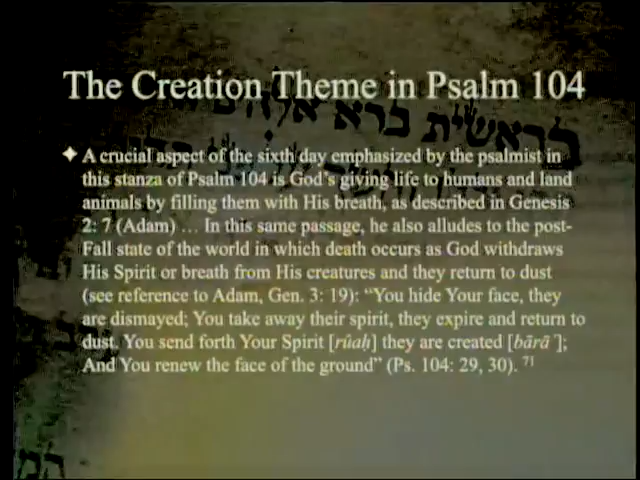 The Creation Theme in Psalm 104
בראשית ברא אלהים
✦ A crucial aspect of the sixth day emphasized by the psalmist in
this stanza of Psalm 104 is God's giving life to humans and land
animals by filling them with His breath, as described in Genesis
2: 7 (Adam) … In this same passage, he also alludes to the post-
Fall state of the world in which death occurs as God withdraws
His Spirit or breath from His creatures and they return to dust
(see reference to Adam, Gen. 3: 19): “You hide Your face, they
are dismayed; You take away their spirit, they expire and return to
dust. You send forth Your Spirit [rûah] they are created [bārā ʾ];
And You renew the face of the ground” (Ps. 104: 29, 30). 71